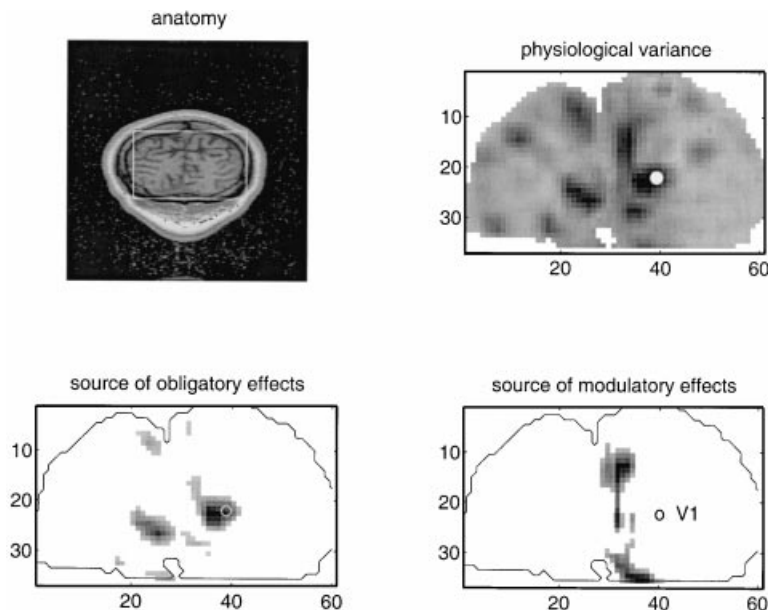 anatomy
physiological variance
10
20
30
20 40 60
source of obligatory effects
10
20
30
20 40 60
source of modulatory effects
10
20
30
o V1
20 40 60